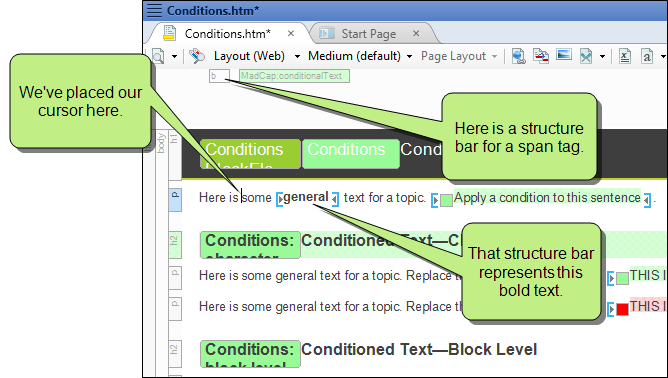 Conditions.htm*
Conditions.htm* × Start Page ×
Layout (Web) Medium (default) Page Layout
b MadCap.conditionalText
We've placed our
cursor here.
Here is a structure
bar for a span tag.
body
h1
Conditions Conditions Cond
p
Here is some general text for a topic. Apply a condition to this sentence .
That structure bar
represents this
bold text.
h2
Conditions: Conditioned Text—C
character
p
Here is some general text for a topic. Replace t THIS I
p
Here is some general text for a topic. Replace th THIS I
h2
Conditions: Conditioned Text—Block Level
block level